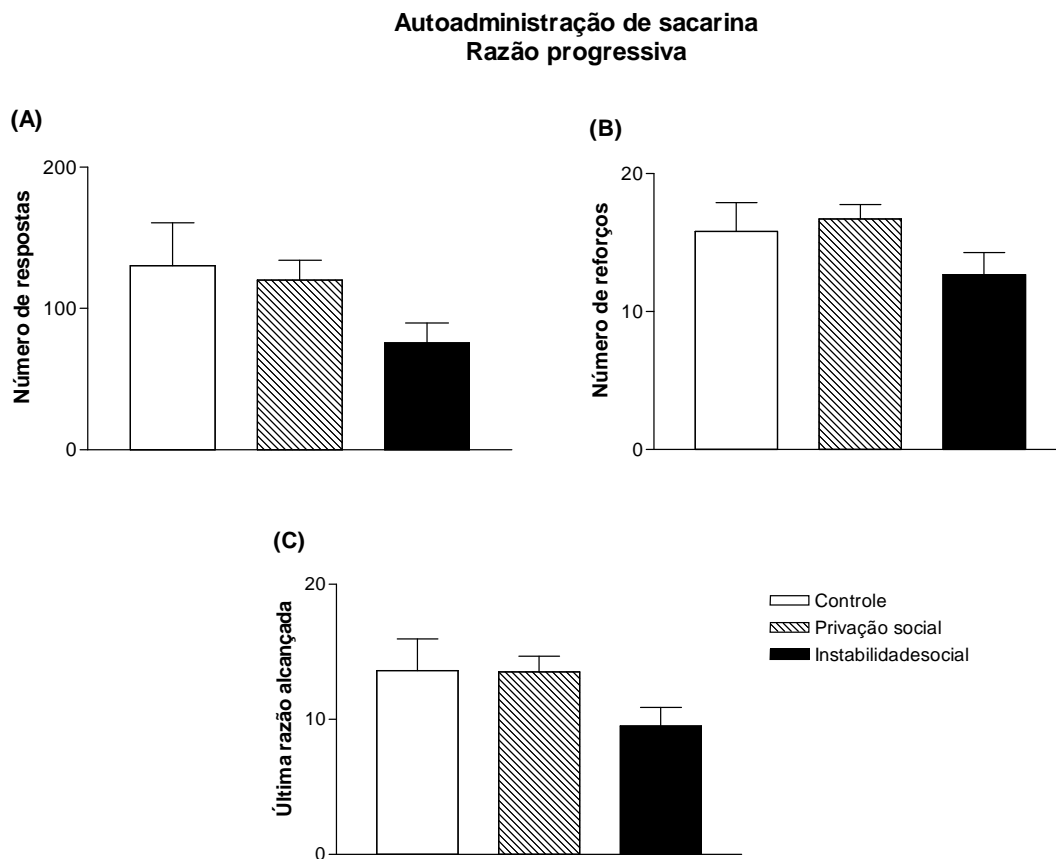 Autoadministração de sacarina
Razão progressiva
(A)
Número de respostas
200
100
0
(B)
Número de reforços
20
10
0
(C)
Última razão alcançada
20
10
0
Controle
Privação social
Instabilidadesocial